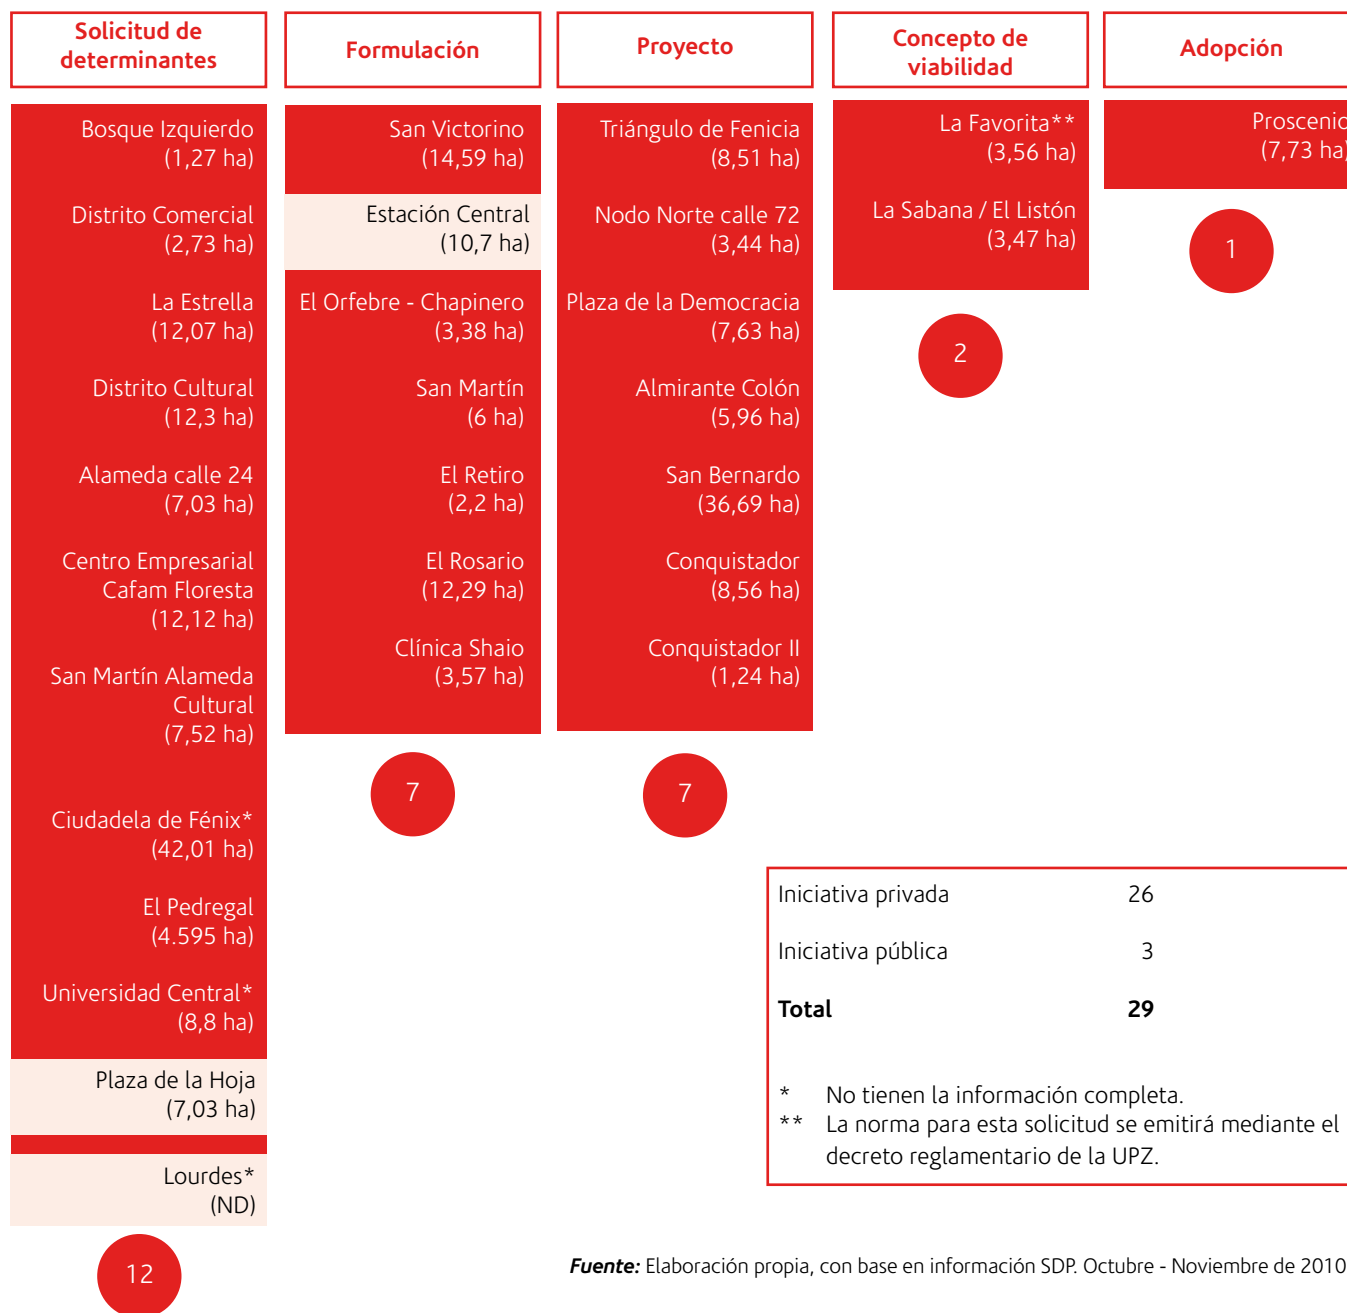 Solicitud de
determinantes
Bosque Izquierdo
(1,27 ha)
Distrito Comercial
(2,73 ha)
La Estrella
(12,07 ha)
Distrito Cultural
(12,3 ha)
Alameda calle 24
(7,03 ha)
Centro Empresarial
Cafam Floresta
(12,12 ha)
San Martín Alameda
Cultural
(7,52 ha)
Ciudadela de Fénix*
(42,01 ha)
El Pedregal
(4.595 ha)
Universidad Central*
(8,8 ha)
Plaza de la Hoja
(7,03 ha)
Lourdes*
(ND)
12
Formulación
San Victorino
(14,59 ha)
Estación Central
(10,7 ha)
El Orfebre - Chapinero
(3,38 ha)
San Martín
(6 ha)
El Retiro
(2,2 ha)
El Rosario
(12,29 ha)
Clínica Shaio
(3,57 ha)
7
Proyecto
Triángulo de Fenicia
(8,51 ha)
Nodo Norte calle 72
(3,44 ha)
Plaza de la Democracia
(7,63 ha)
Almirante Colón
(5,96 ha)
San Bernardo
(36,69 ha)
Conquistador
(8,56 ha)
Conquistador II
(1,24 ha)
7
Concepto de
viabilidad
La Favorita**
(3,56 ha)
La Sabana / El Listón
(3,47 ha)
2
Adopción
Proscenio
(7,73 ha)
1
Iniciativa privada 26
Iniciativa pública 3
Total 29
* No tienen la información completa.
** La norma para esta solicitud se emitirá mediante el
decreto reglamentario de la UPZ.
Fuente: Elaboración propia, con base en información SDP. Octubre - Noviembre de 2010